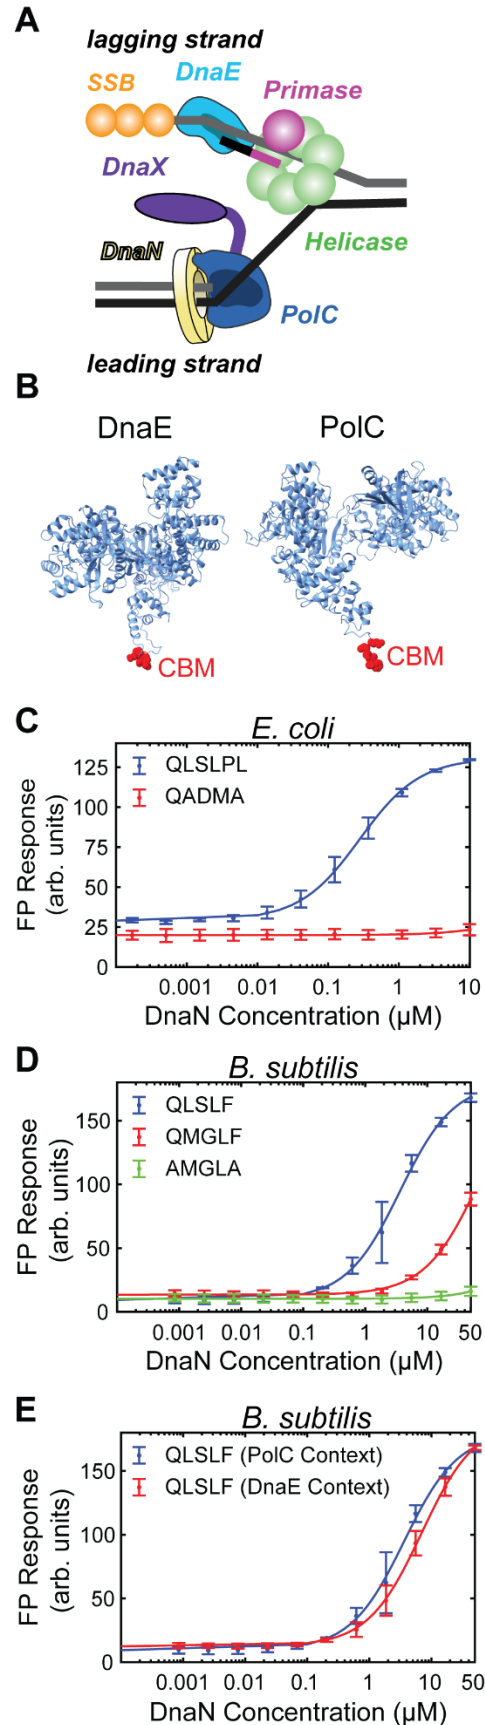 A
lagging strand
SSB
DnaE
Primase
DnaX
DnaN
Helicase
PolC
leading strand
B
DnaE
PolC
CBM
CBM
C
E. coli
QLSLPL
QADMA
125
100
75
50
25
0
FP Response
(arb. units)
0.001
0.01
0.1
1
10
DnaN Concentration (µM)
D
B. subtilis
QLSLF
QMGLF
AMGLA
150
100
50
0
FP Response
(arb. units)
0.001
0.01
0.1
1
10
50
DnaN Concentration (µM)
E
B. subtilis
QLSLF (PolC Context)
QLSLF (DnaE Context)
150
100
50
0
FP Response
(arb. units)
0.001
0.01
0.1
1
10
50
DnaN Concentration (µM)